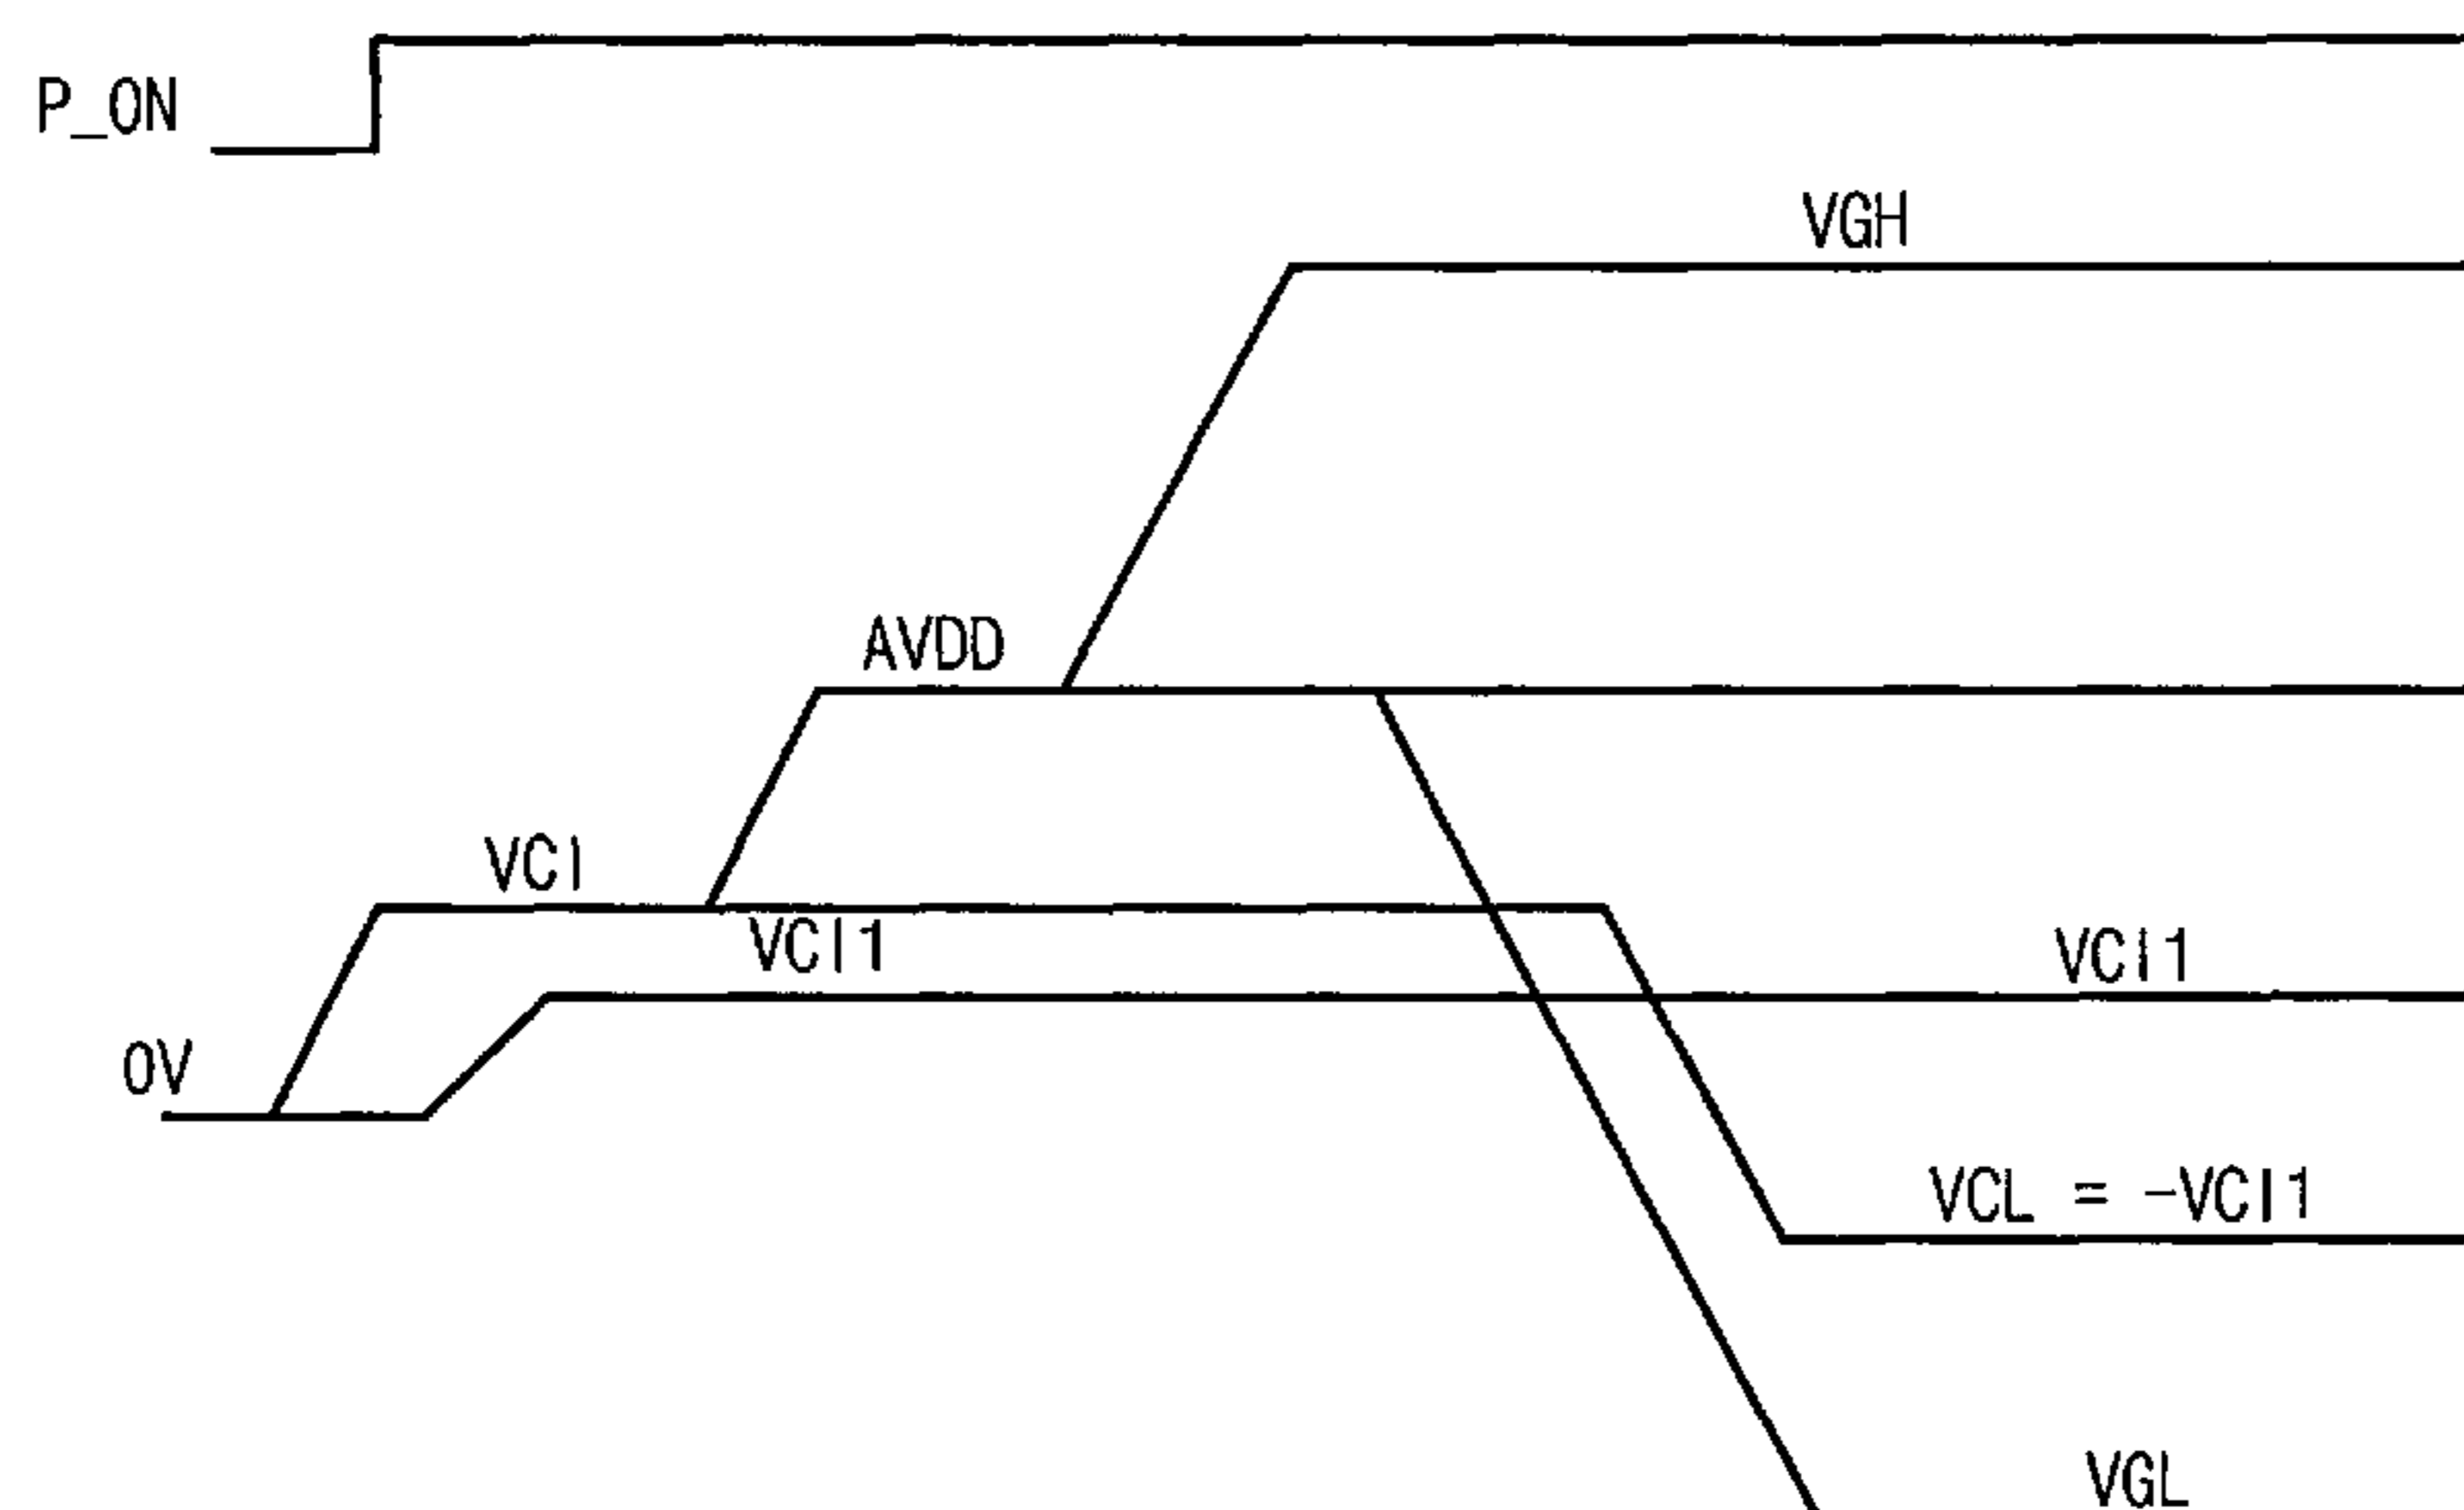 P_ON
VGH
AVDD
VCI
VCI1
VCI1
0V
VCL = -VCI1
VGL